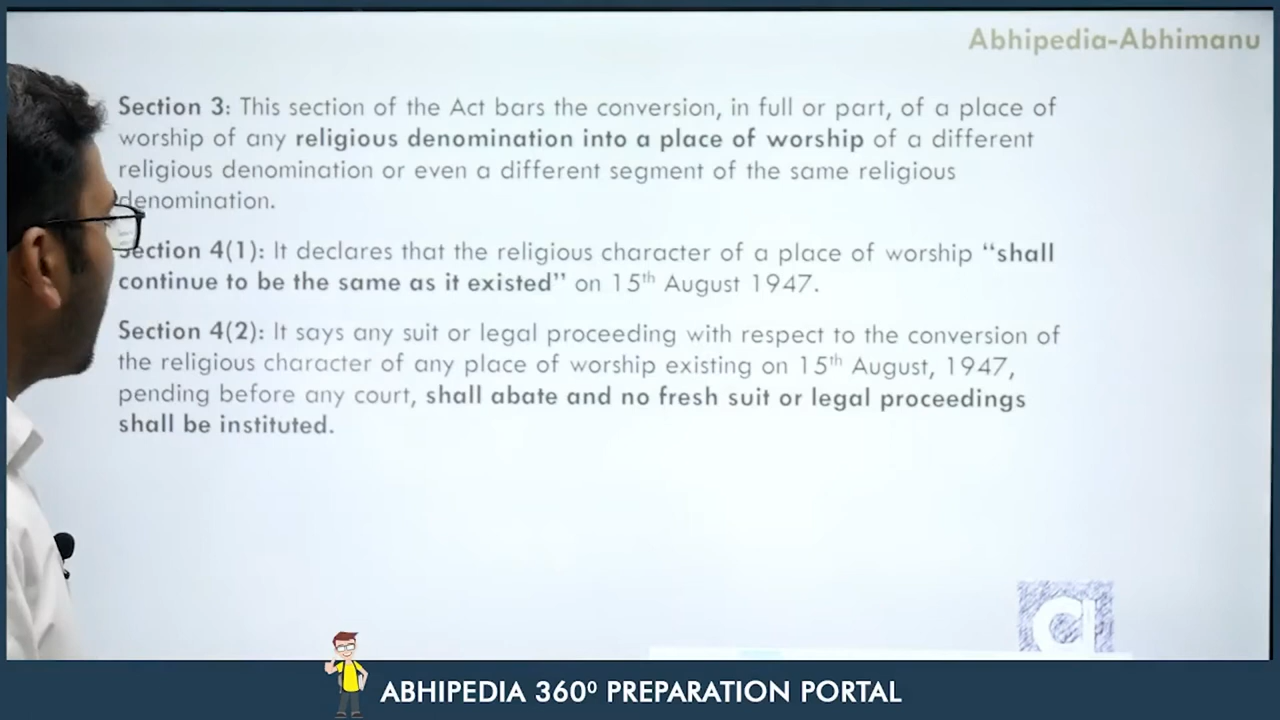 Abhipedia-Abhimanu
Section 3: This section of the Act bars the conversion, in full or part, of a place of
worship of any religious denomination into a place of worship of a different
religious denomination or even a different segment of the same religious
denomination.
Section 4(1): It declares that the religious character of a place of worship “shall
continue to be the same as it existed” on 15th August 1947.
Section 4(2): It says any suit or legal proceeding with respect to the conversion of
the religious character of any place of worship existing on 15th August, 1947,
pending before any court, shall abate and no fresh suit or legal proceedings
shall be instituted.
ABHIPEDIA 360⁰ PREPARATION PORTAL